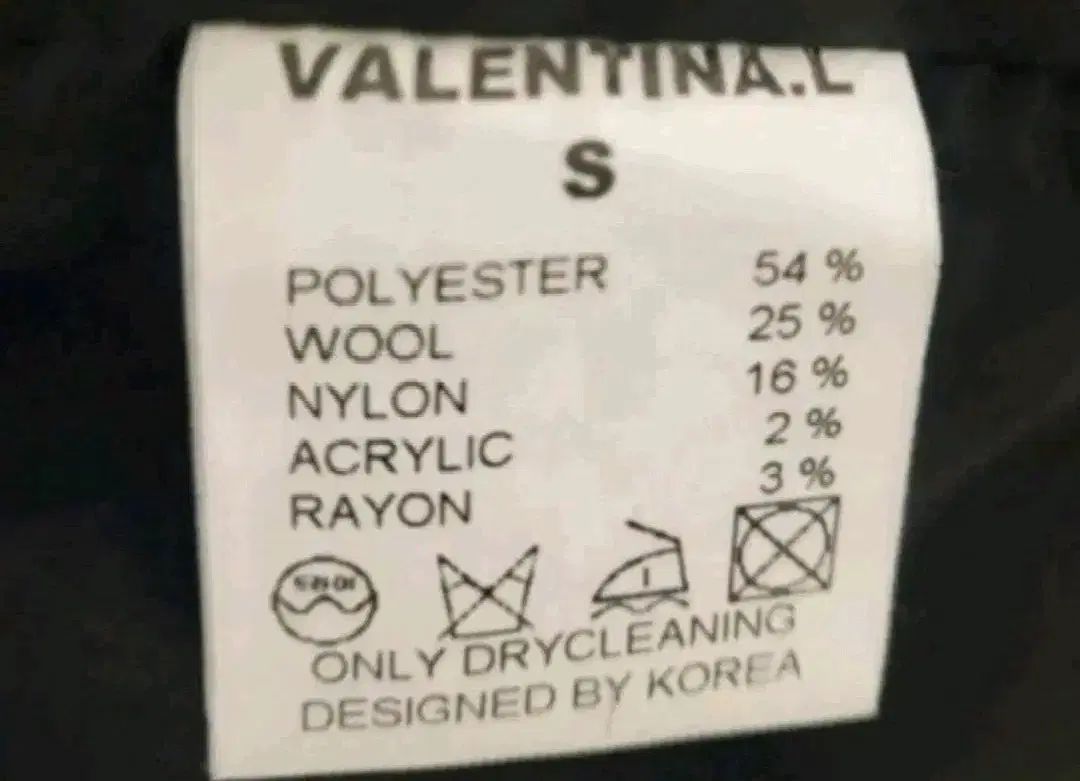 VALENTINA.L
S
POLYESTER 54 %
WOOL 25 %
NYLON 16 %
ACRYLIC 2 %
RAYON 3 %
ONLY DRYCLEANING
DESIGNED BY KOREA